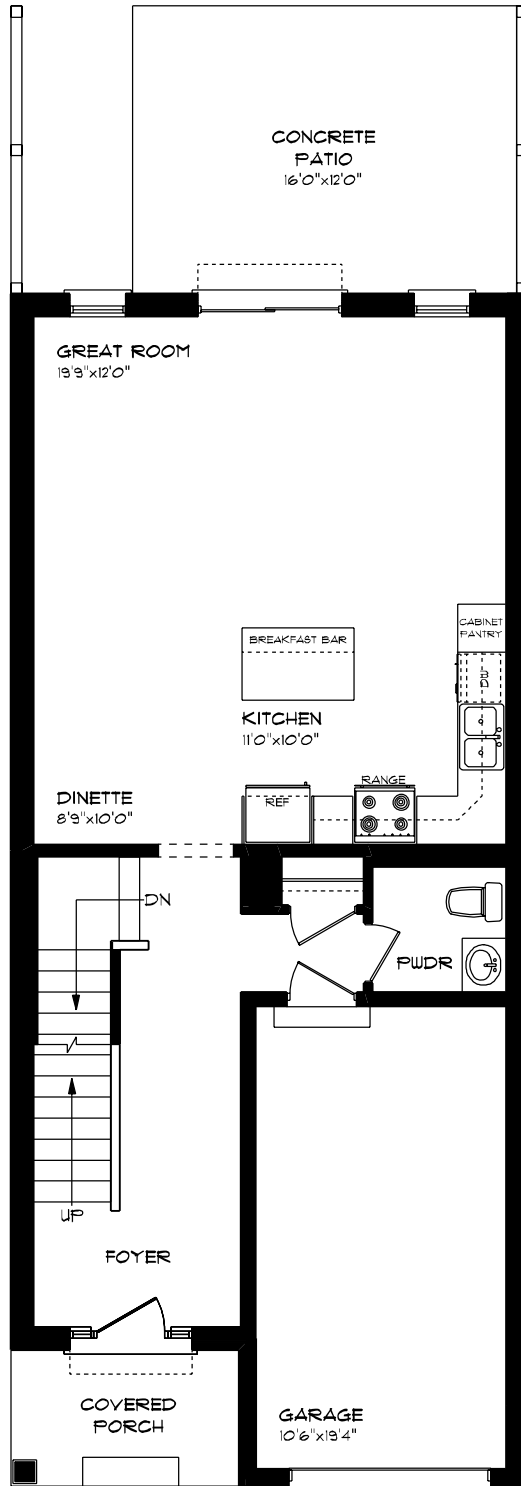 CONCRETE
PATIO
16'0"x12'0"
GREAT ROOM
19'9"x12'0"
CABINET
PANTRY
BREAKFAST BAR
DW
KITCHEN
11'0"x10'0"
DINETTE
8'9"x10'0"
REF
RANGE
DN
PWDR
UP
FOYER
COVERED
PORCH
GARAGE
10'6"x19'4"